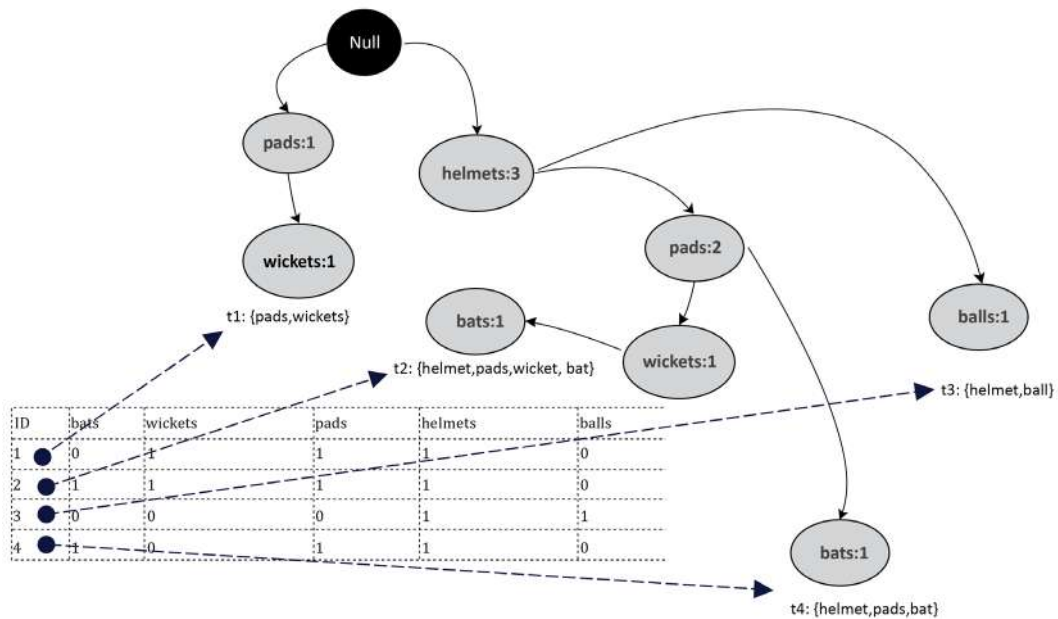 Null
pads:1
helmets:3
wickets:1
pads:2
t1: {pads,wickets}
bats:1
balls:1
wickets:1
t2: {helmet,pads,wicket, bat}
t3: {helmet,ball}
ID bats wickets pads helmets balls
1 0 1 1 1 0
2 1 1 1 1 0
3 0 0 0 1 1
4 1 0 1 1 0
bats:1
t4: {helmet,pads,bat}